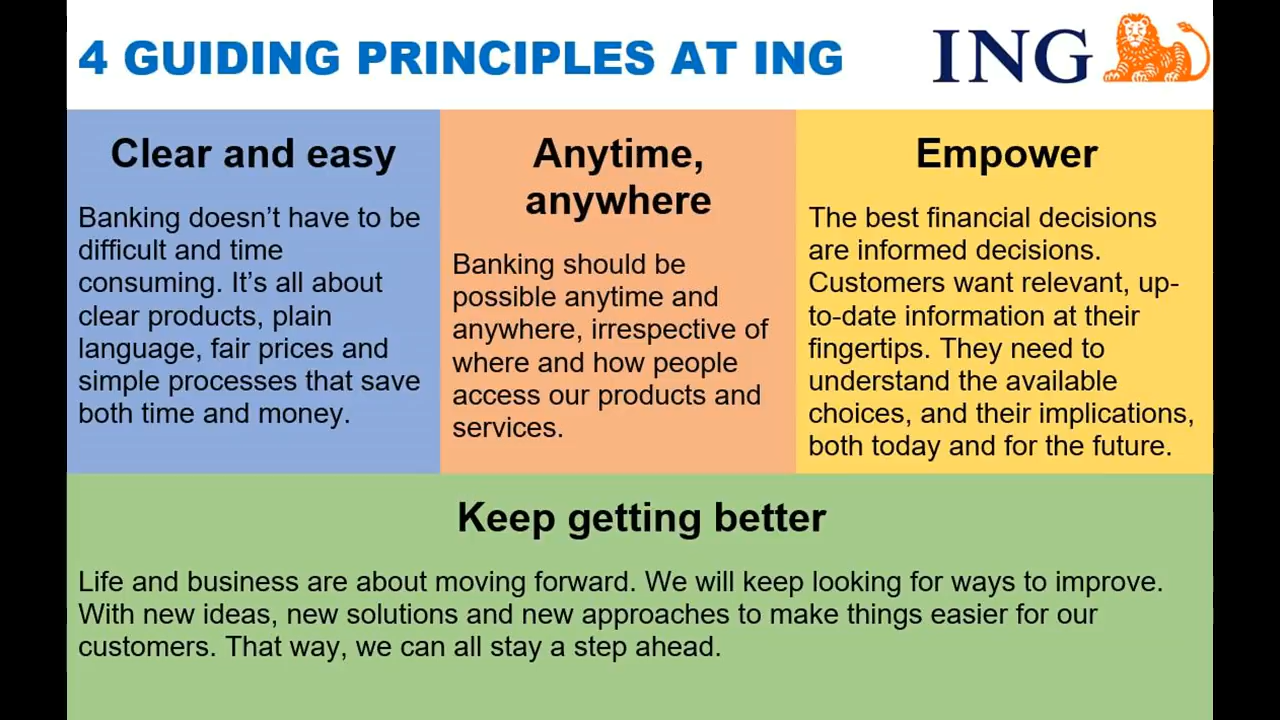 4 GUIDING PRINCIPLES AT ING
ING
Clear and easy
Banking doesn’t have to be
difficult and time
consuming. It’s all about
clear products, plain
language, fair prices and
simple processes that save
both time and money.
Anytime,
anywhere
Banking should be
possible anytime and
anywhere, irrespective of
where and how people
access our products and
services.
Empower
The best financial decisions
are informed decisions.
Customers want relevant, up-
to-date information at their
fingertips. They need to
understand the available
choices, and their implications,
both today and for the future.
Keep getting better
Life and business are about moving forward. We will keep looking for ways to improve.
With new ideas, new solutions and new approaches to make things easier for our
customers. That way, we can all stay a step ahead.